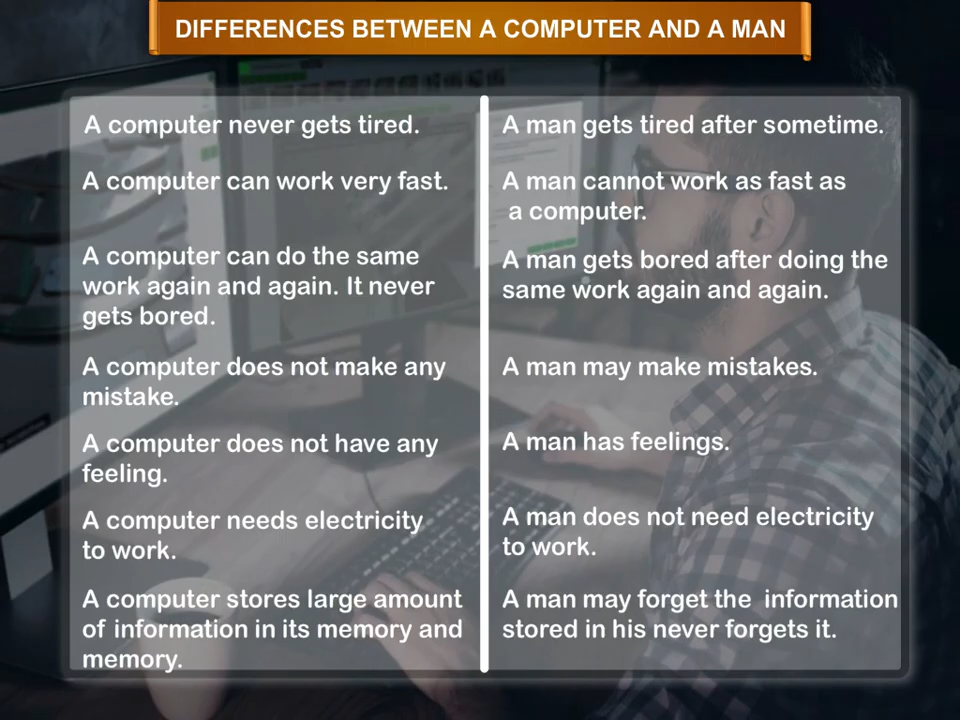 DIFFERENCES BETWEEN A COMPUTER AND A MAN
A computer never gets tired.
A man gets tired after sometime.
A computer can work very fast.
A man cannot work as fast as
a computer.
A computer can do the same
work again and again. It never
gets bored.
A man gets bored after doing the
same work again and again.
A computer does not make any
mistake.
A man may make mistakes.
A computer does not have any
feeling.
A man has feelings.
A computer needs electricity
to work.
A man does not need electricity
to work.
A computer stores large amount
of information in its memory and
memory.
A man may forget the information
stored in his never forgets it.